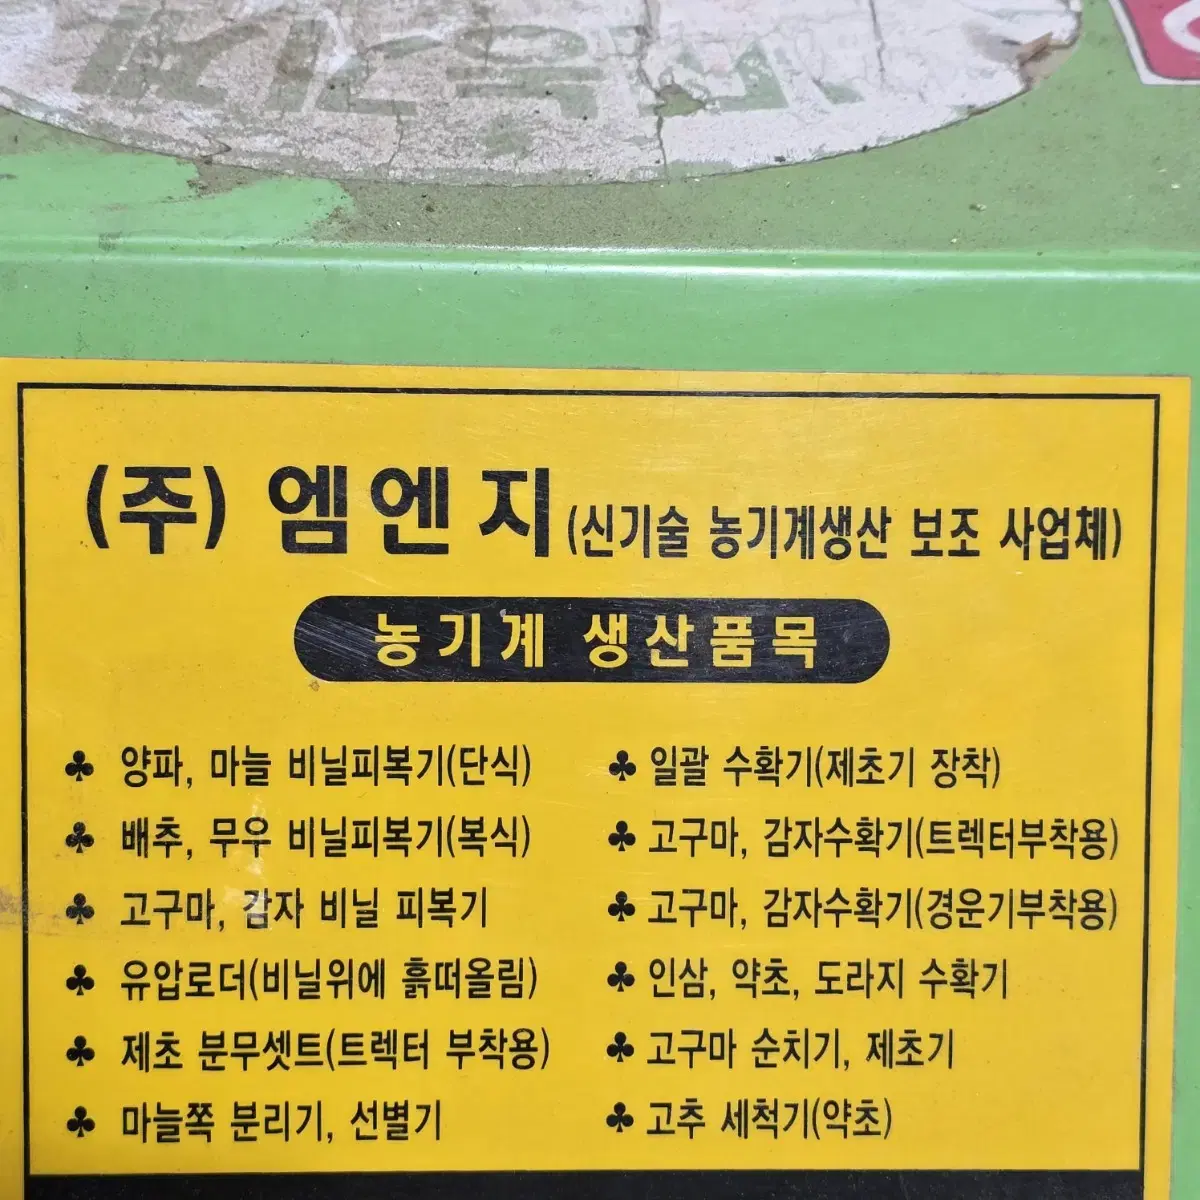 (주) 엠엔지 (신기술 농기계생산 보조 사업체)
농기계 생산품목
♣ 양파, 마늘 비닐피복기(단식)
♣ 배추, 무우 비닐피복기(복식)
♣ 고구마, 감자 비닐 피복기
♣ 유압로더(비닐위에 흙떠올림)
♣ 제초 분무셋트(트렉터 부착용)
♣ 마늘쪽 분리기, 선별기
♣ 일괄 수확기(제초기 장착)
♣ 고구마, 감자수확기(트렉터부착용)
♣ 고구마, 감자수확기(경운기부착용)
♣ 인삼, 약초, 도라지 수확기
♣ 고구마 순치기, 제초기
♣ 고추 세척기(약초)